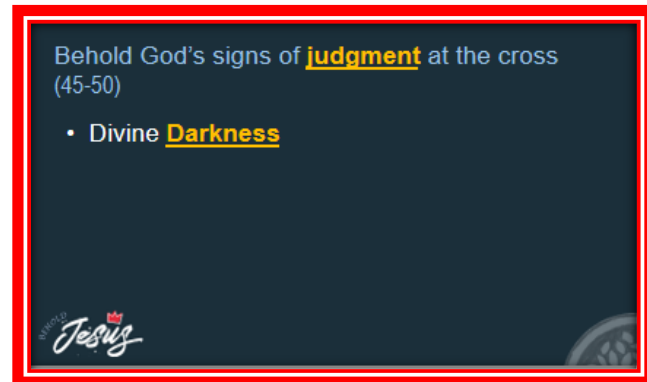 Behold God's signs of judgment at the cross
(45-50)
• Divine Darkness
BEHOLD
Jesus